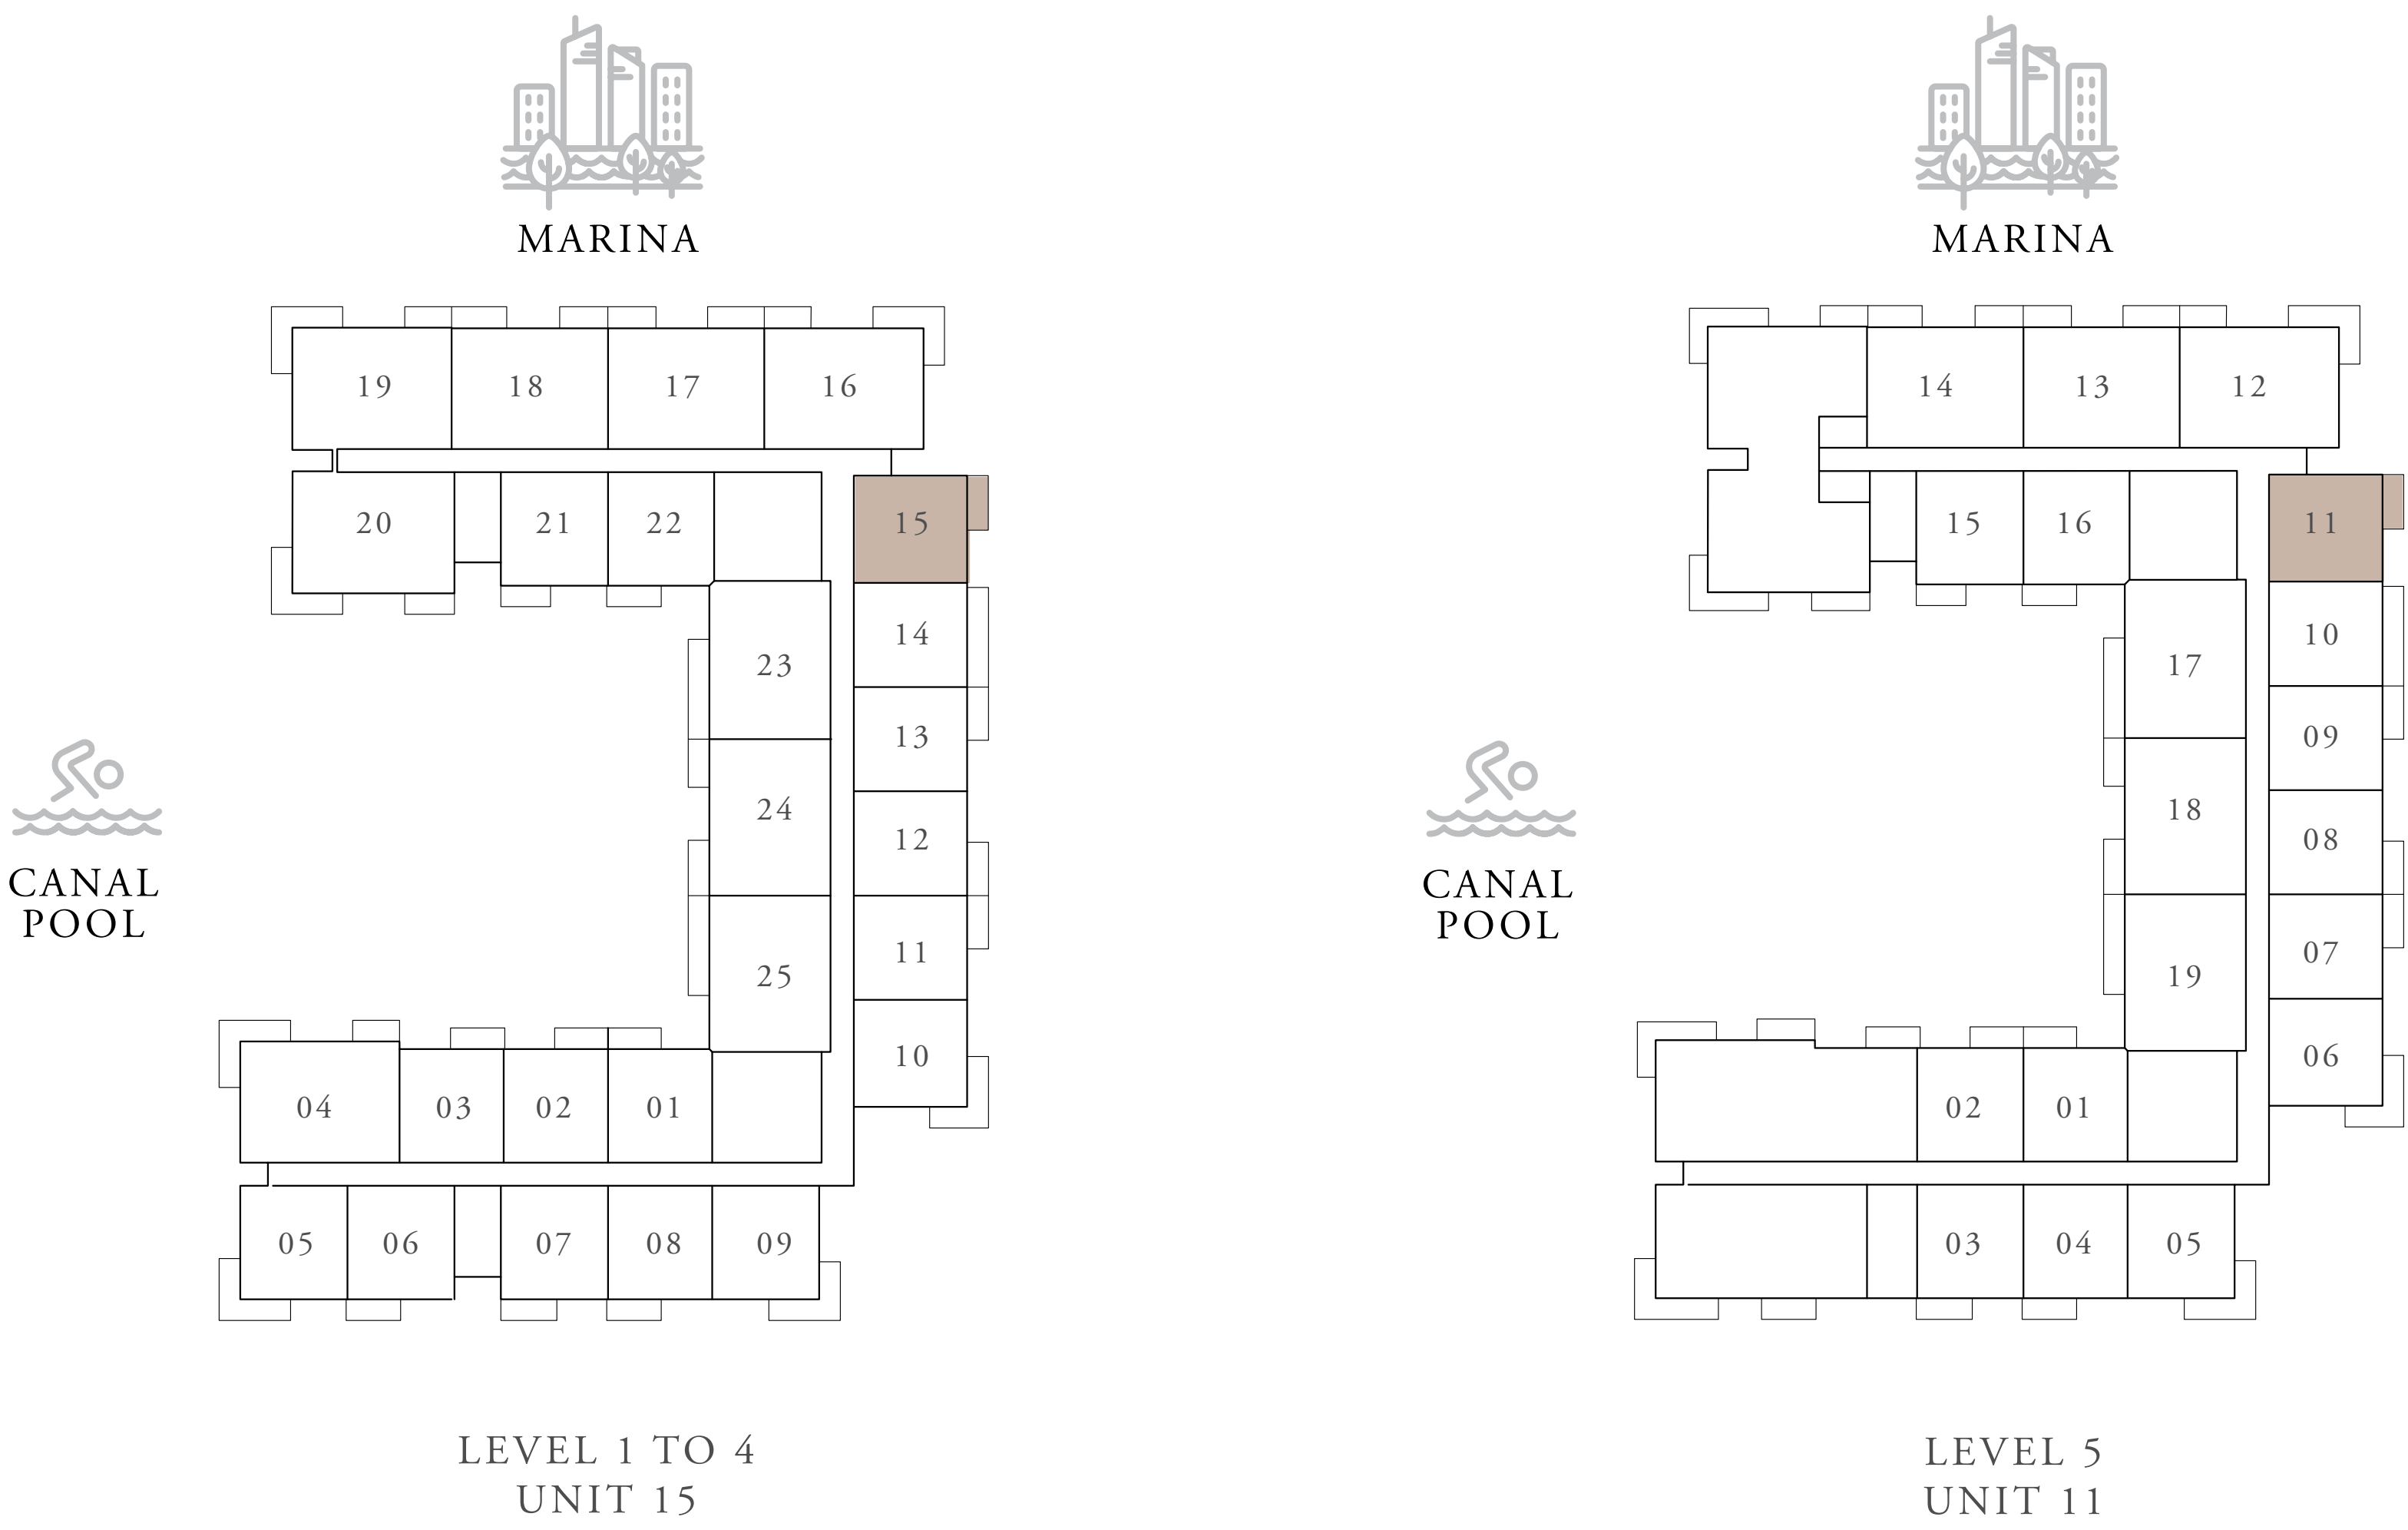 MARINA
19 18 17 16
20 21 22 15
14
23
13
24 12
CANAL
POOL
11
25
10
04 03 02 01
05 06 07 08 09
LEVEL 1 TO 4
UNIT 15
MARINA
14 13 12
15 16 11
10
17
09
18 08
CANAL
POOL
07
19
06
02 01
03 04 05
LEVEL 5
UNIT 11